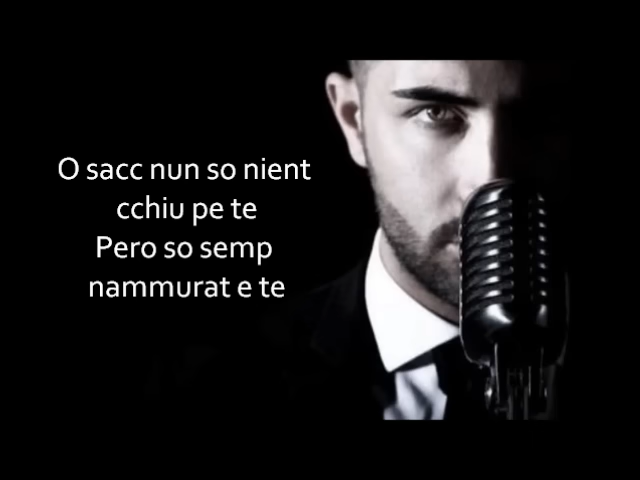 O sacc nun so nient
cchiu pe te
Pero so semp
nammurat e te